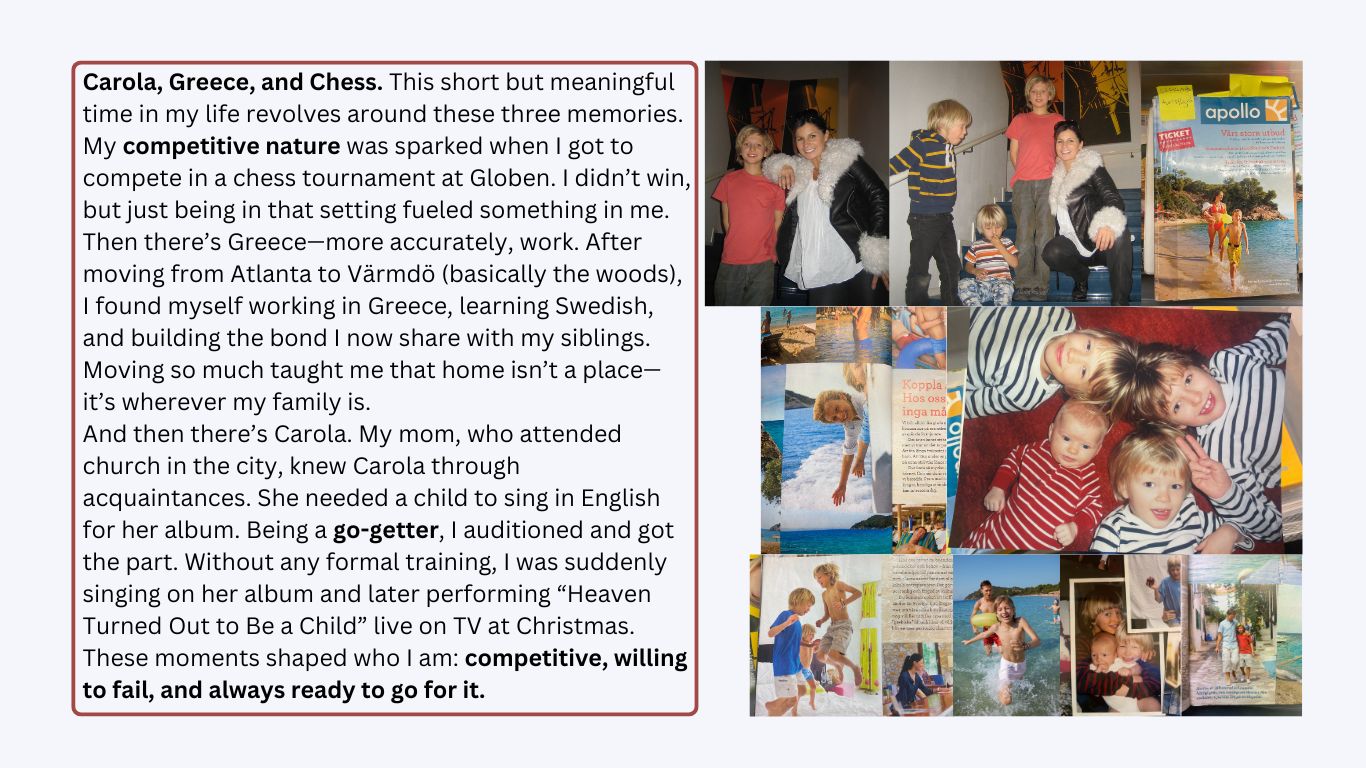 Carola, Greece, and Chess. This short but meaningful
time in my life revolves around these three memories.
My competitive nature was sparked when I got to
compete in a chess tournament at Globen. I didn’t win,
but just being in that setting fueled something in me.
Then there’s Greece—more accurately, work. After
moving from Atlanta to Värmdö (basically the woods),
I found myself working in Greece, learning Swedish,
and building the bond I now share with my siblings.
Moving so much taught me that home isn’t a place—
it’s wherever my family is.
And then there’s Carola. My mom, who attended
church in the city, knew Carola through
acquaintances. She needed a child to sing in English
for her album. Being a go-getter, I auditioned and got
the part. Without any formal training, I was suddenly
singing on her album and later performing “Heaven
Turned Out to Be a Child” live on TV at Christmas.
These moments shaped who I am: competitive, willing
to fail, and always ready to go for it.
apollo
TICKET
Vårt stora utbud
Koppla
Hos oss
inga må